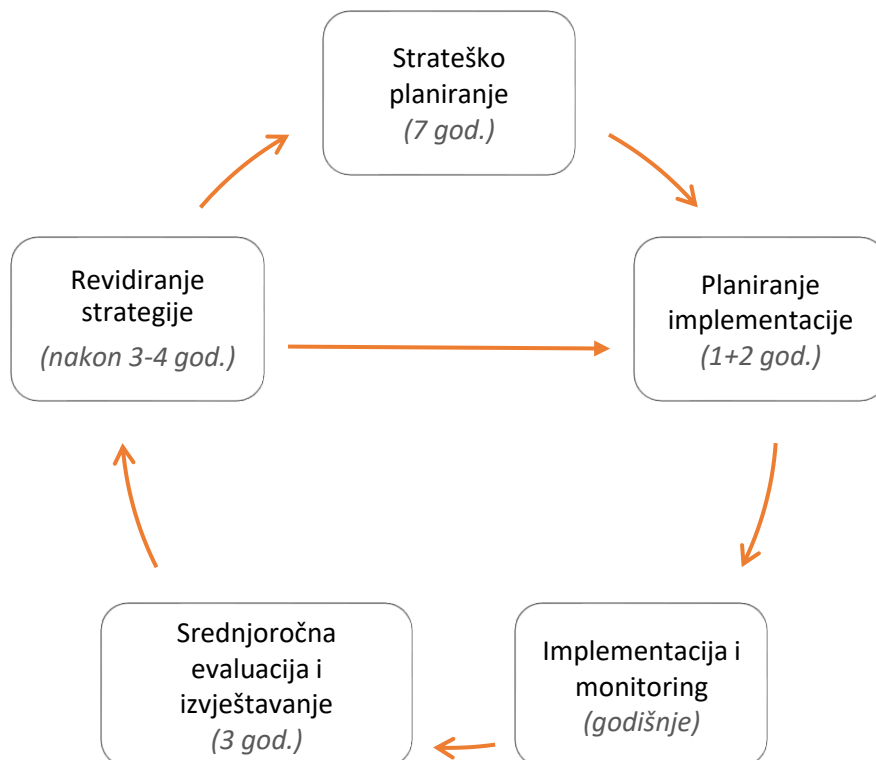 Strateško
planiranje
(7 god.)
Revidiranje
strategije
(nakon 3-4 god.)
Planiranje
implementacije
(1+2 god.)
Srednjoročna
evaluacija i
izvještavanje
(3 god.)
Implementacija i
monitoring
(godišnje)